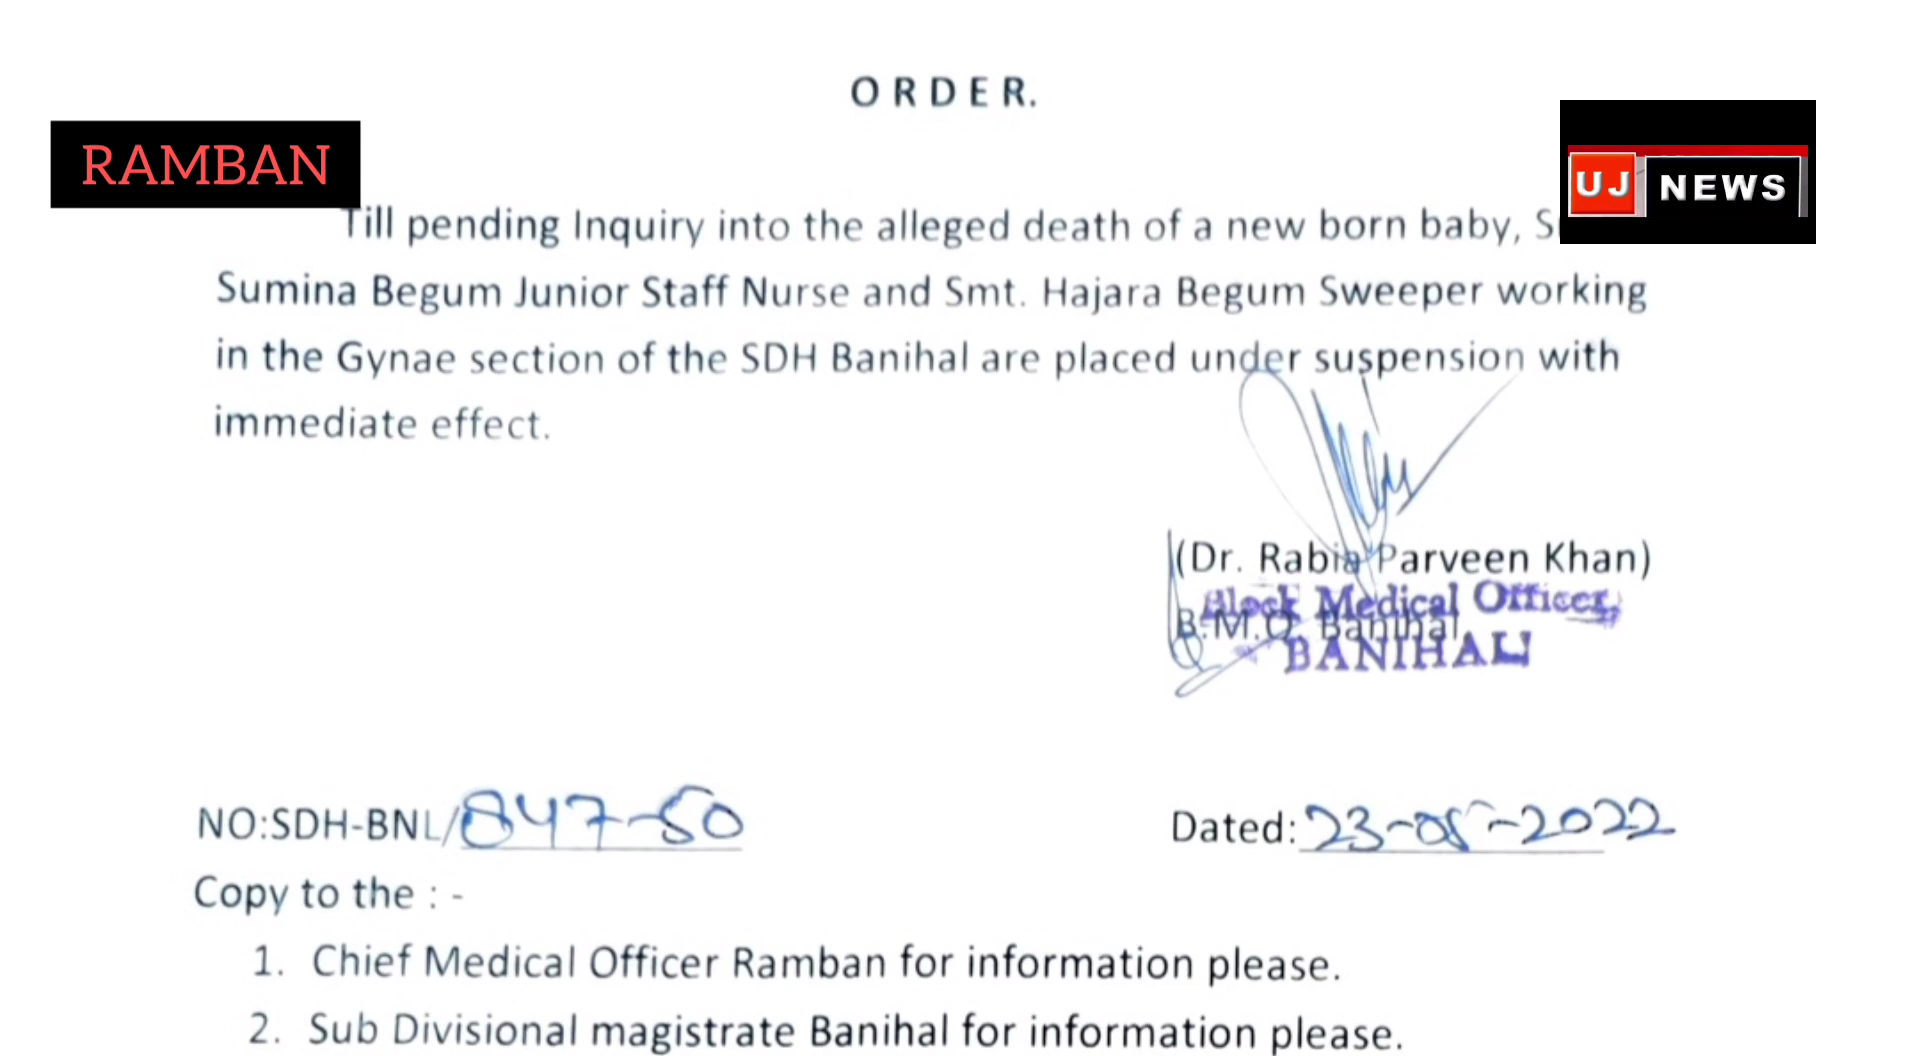 ORDER.
RAMBAN
UJ NEWS
Till pending Inquiry into the alleged death of a new born baby,
Sumina Begum Junior Staff Nurse and Smt. Hajara Begum Sweeper working
in the Gynae section of the SDH Banihal are placed under suspension with
immediate effect.
(Dr. Rabia Parveen Khan)
Block Medical Officer,
B.M.O. Banihal
BANIHAL
NO:SDH-BNL/847-50
Dated: 23-05-2022
Copy to the : -
1. Chief Medical Officer Ramban for information please.
2. Sub Divisional magistrate Banihal for information please.